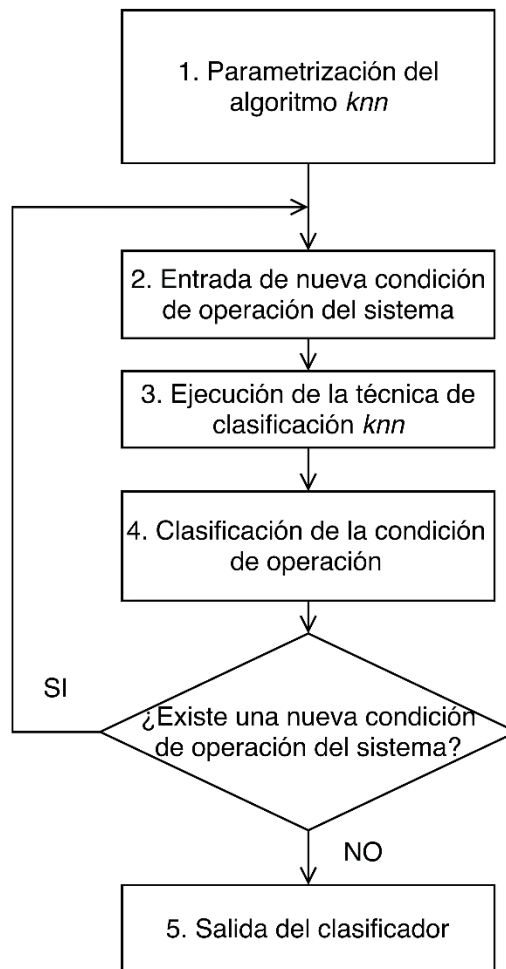 1. Parametrización del
algoritmo knn
2. Entrada de nueva condición
de operación del sistema
3. Ejecución de la técnica de
clasificación knn
4. Clasificación de la condición
de operación
SI
¿Existe una nueva condición
de operación del sistema?
NO
5. Salida del clasificador